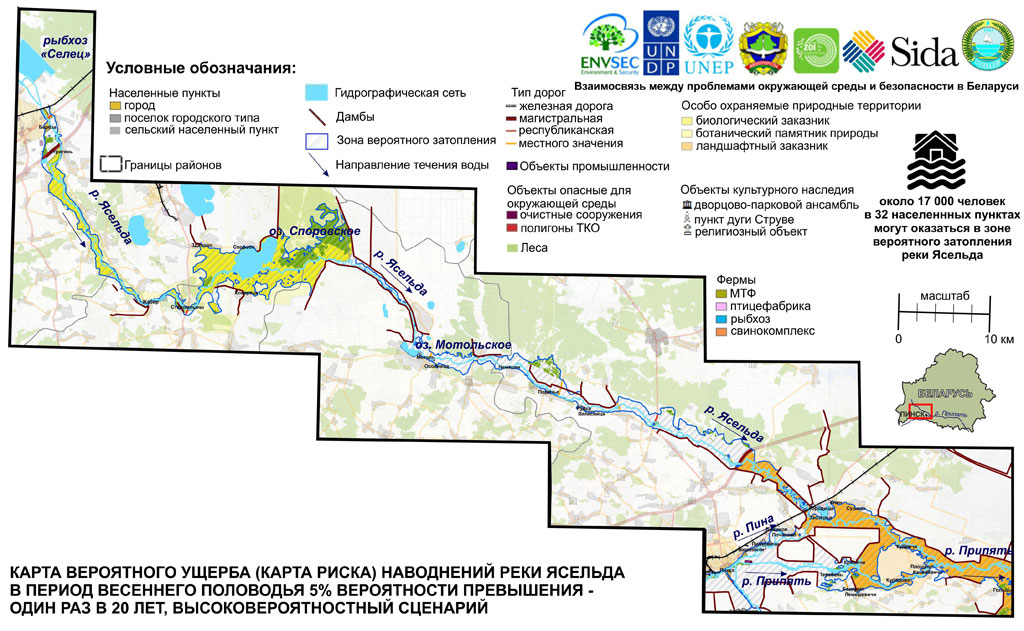 рыбхоз
«Селец»
Условные обозначания:
Населенные пункты
город
поселок городского типа
сельский населенный пункт
Границы районов
Гидрографическая сеть
Дамбы
Зона вероятного затопления
Направление течения воды
ENVSEC
Environment & Security
UN
DP
UNEP
ZOI
Sida
Взаимосвязь между проблемами окружающей среды и безопасности в Беларуси
Тип дорог
железная дорога
магистральная
республиканская
местного значения
Объекты промышленности
Объекты опасные для
окружающей среды
очистные сооружения
полигоны ТКО
Леса
Особо охраняемые природные территории
биологический заказник
ботанический памятник природы
ландшафтный заказник
Объекты культурного наследия
дворцово-парковой ансамбль
пункт дуги Струве
религиозный объект
около 17 000 человек
в 32 населеннных пунктах
могут оказаться в зоне
вероятного затопления
реки Ясельда
Фермы
МТФ
птицефабрика
рыбхоз
свинокомплекс
масштаб
0
10 км
БЕЛАРУСЬ
ПИНСК
р. Припять
р. Ясельда
оз. Споровское
р. Ясельда
оз. Мотольское
р. Ясельда
р. Пина
р. Припять
р. Припять
КАРТА ВЕРОЯТНОГО УЩЕРБА (КАРТА РИСКА) НАВОДНЕНИЙ РЕКИ ЯСЕЛЬДА
В ПЕРИОД ВЕСЕННЕГО ПОЛОВОДЬЯ 5% ВЕРОЯТНОСТИ ПРЕВЫШЕНИЯ -
ОДИН РАЗ В 20 ЛЕТ, ВЫСОКОВЕРОЯТНОСТНЫЙ СЦЕНАРИЙ